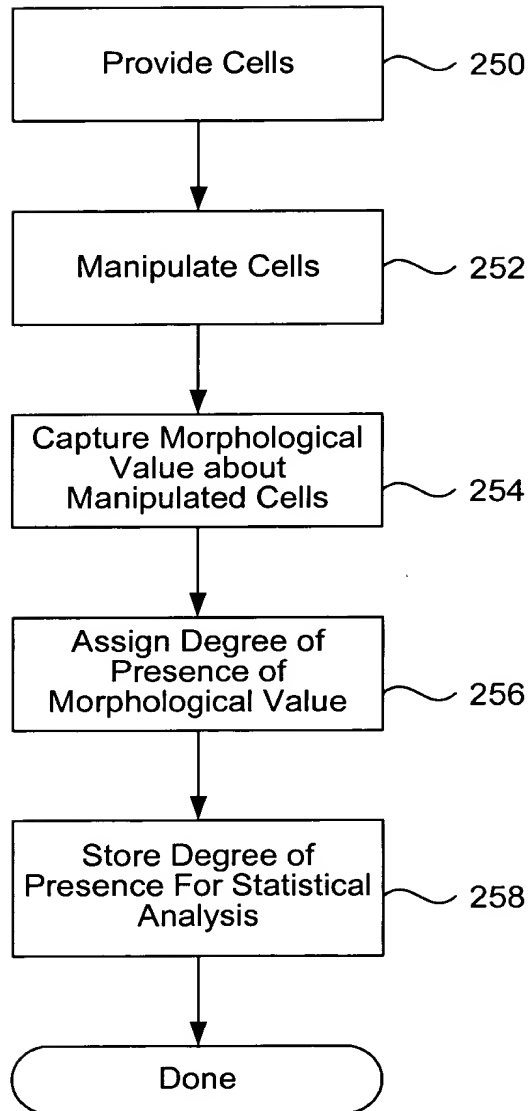 Provide Cells
250
Manipulate Cells
252
Capture Morphological
Value about
Manipulated Cells
254
Assign Degree of
Presence of
Morphological Value
256
Store Degree of
Presence For Statistical
Analysis
258
Done